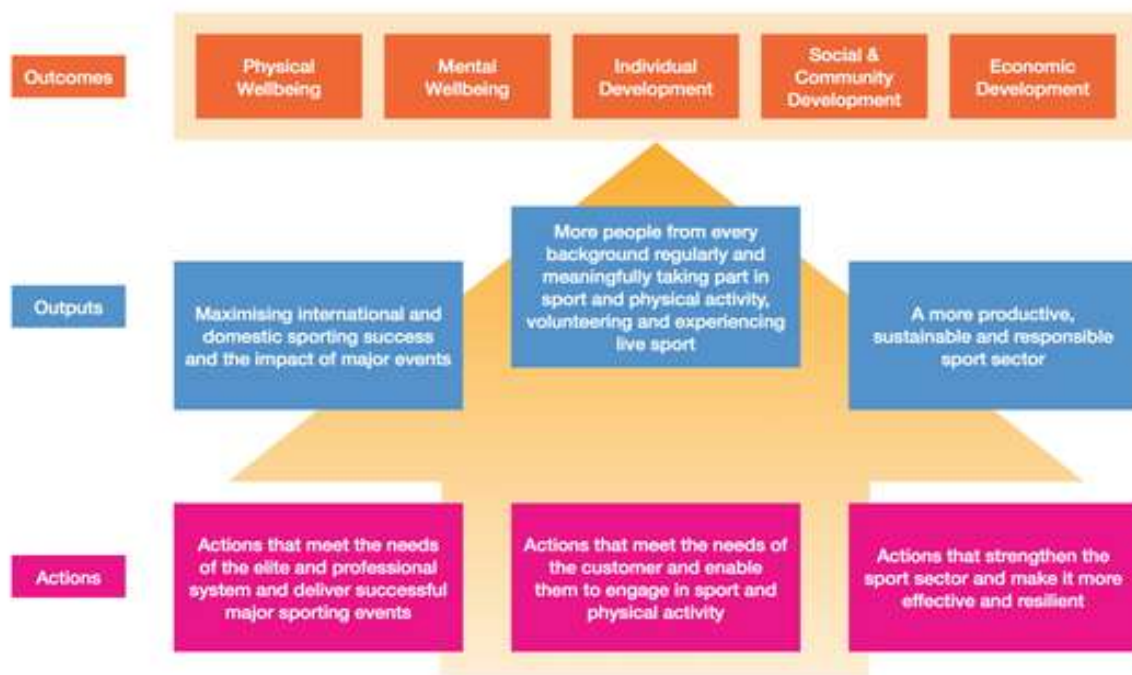 Outcomes
Physical
Wellbeing
Mental
Wellbeing
Individual
Development
Social &
Community
Development
Economic
Development
Outputs
Maximising international and
domestic sporting success
and the impact of major events
More people from every
background regularly and
meaningfully taking part in
sport and physical activity,
volunteering and experiencing
live sport
A more productive,
sustainable and responsible
sport sector
Actions
Actions that meet the needs
of the elite and professional
system and deliver successful
major sporting events
Actions that meet the needs of
the customer and enable
them to engage in sport and
physical activity
Actions that strengthen the
sport sector and make it more
effective and resilient